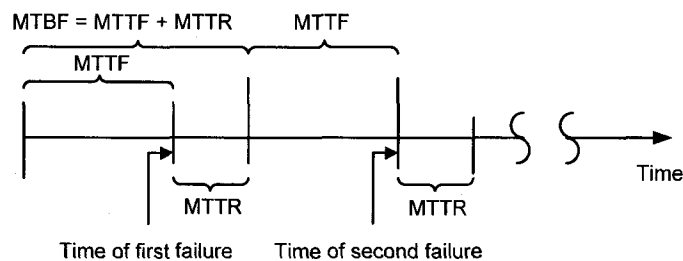 MTBF = MTTF + MTTR
MTTF
MTTF
MTTR
MTTR
Time
Time of first failure
Time of second failure